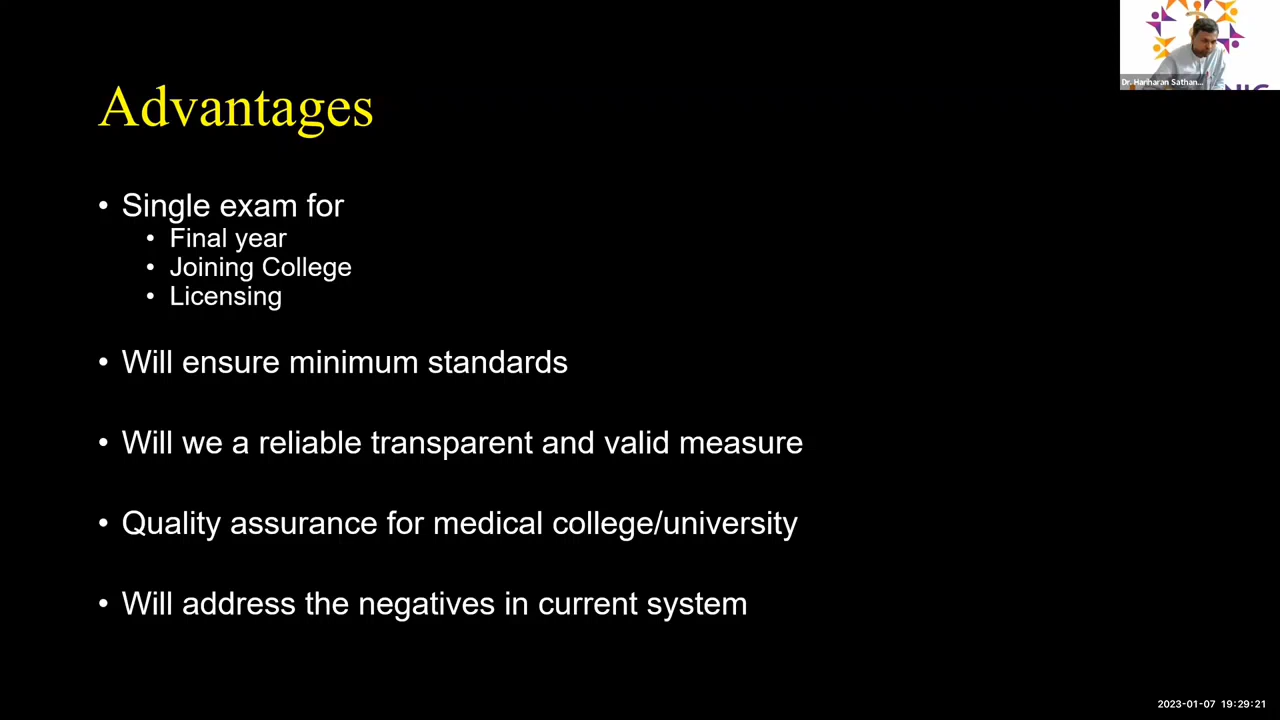 Advantages
• Single exam for
• Final year
• Joining College
• Licensing
• Will ensure minimum standards
• Will we a reliable transparent and valid measure
• Quality assurance for medical college/university
• Will address the negatives in current system
Dr. Hariharan Sathan...
2023-01-07 19:29:21